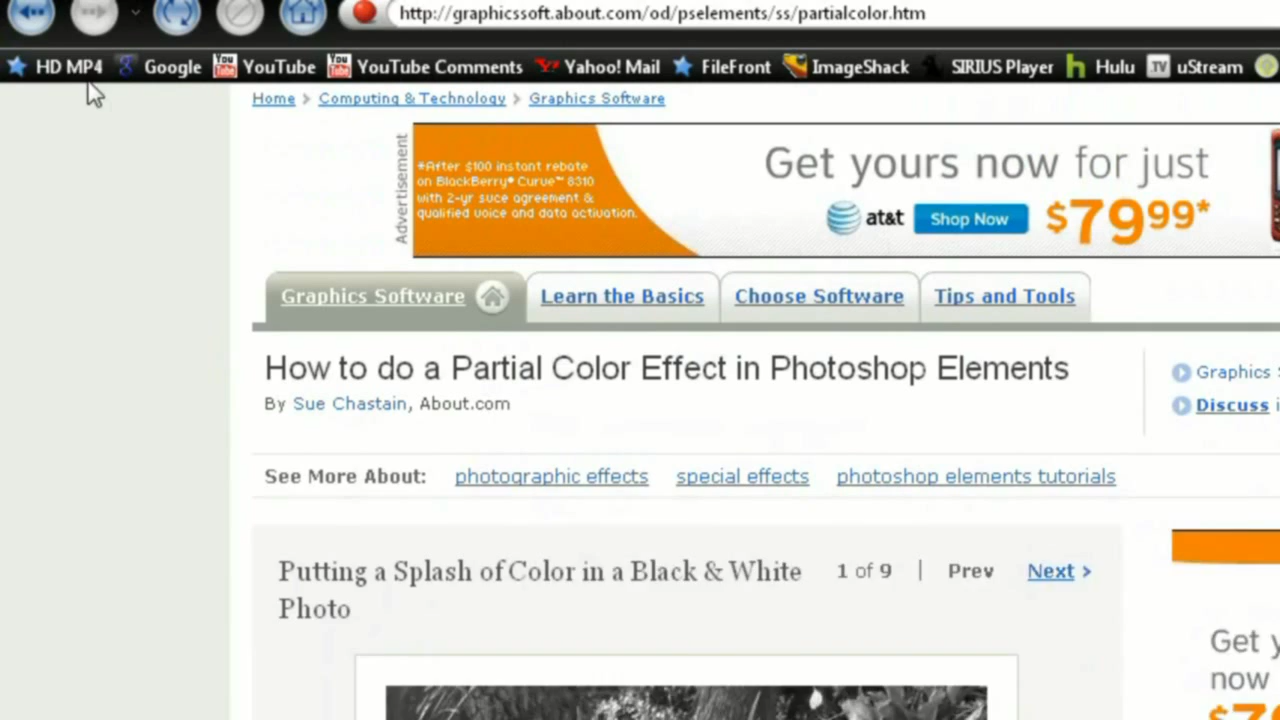 http://graphicssoft.about.com/od/pselements/ss/partialcolor.htm
HD MP4 Google YouTube YouTube Comments Yahoo! Mail FileFront ImageShack SIRIUS Player Hulu uStream
Home > Computing & Technology > Graphics Software
Advertisement
*After $100 instant rebate
on BlackBerry® Curve™ 8310
with 2-yr svce agreement &
qualified voice and data activation.
Get yours now for just
at&t Shop Now $79.99*
Graphics Software Learn the Basics Choose Software Tips and Tools
How to do a Partial Color Effect in Photoshop Elements
By Sue Chastain, About.com
Graphics
Discuss
See More About: photographic effects special effects photoshop elements tutorials
Putting a Splash of Color in a Black & White
Photo
1 of 9 | Prev Next >
Get
now